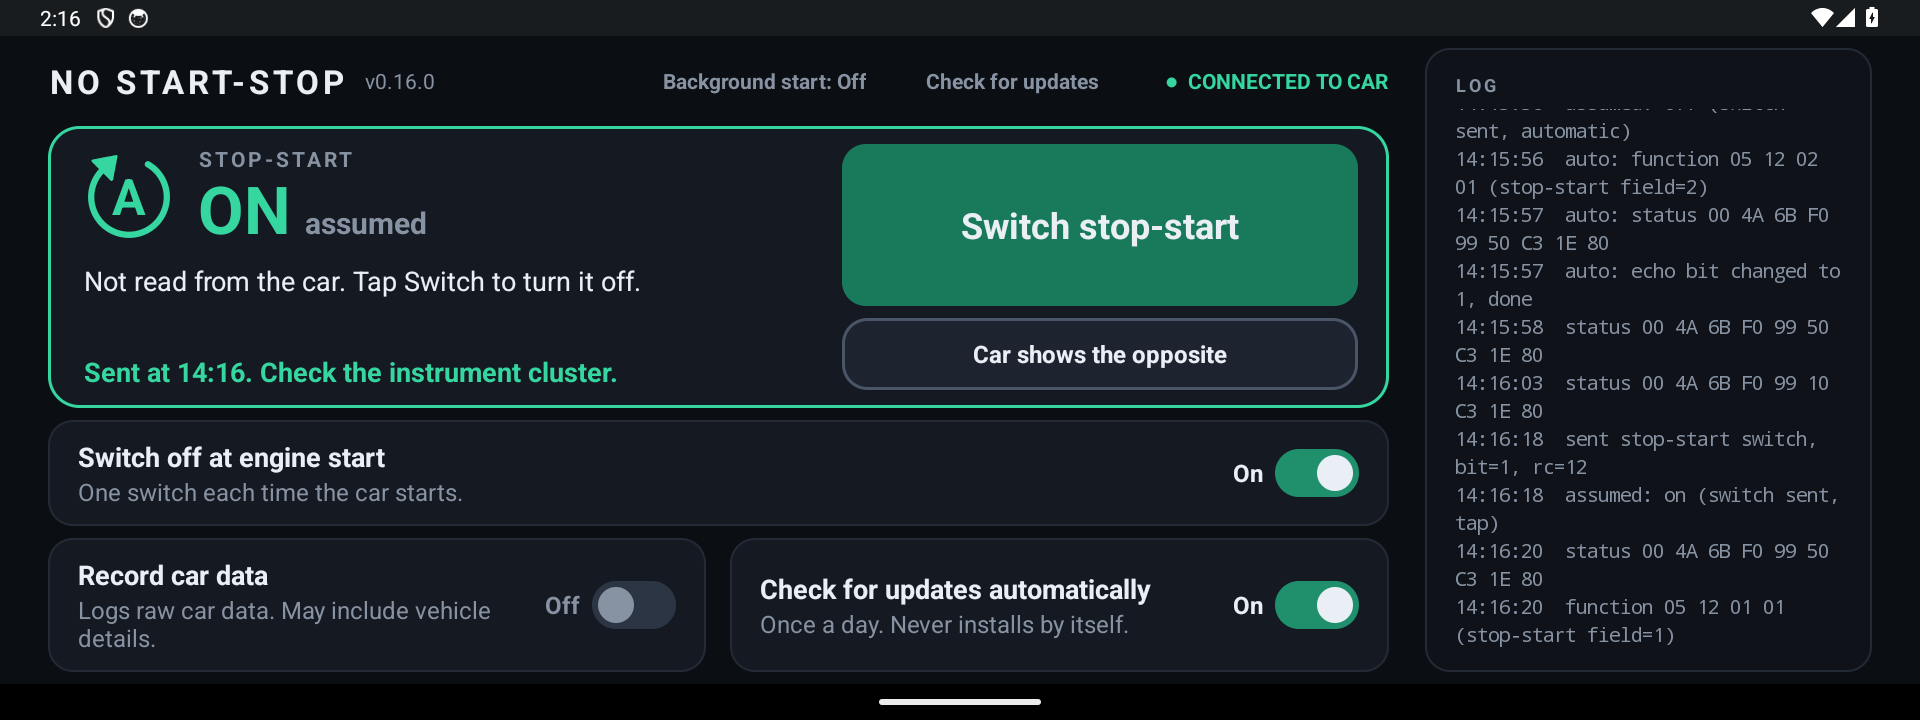 2:16
NO START-STOP v0.16.0
Background start: Off
Check for updates
CONNECTED TO CAR
STOP-START
ON assumed
Not read from the car. Tap Switch to turn it off.
Sent at 14:16. Check the instrument cluster.
Switch stop-start
Car shows the opposite
Switch off at engine start
One switch each time the car starts.
On
Record car data
Logs raw car data. May include vehicle
details.
Off
Check for updates automatically
Once a day. Never installs by itself.
On
LOG
sent, automatic)
14:15:56 auto: function 05 12 02
01 (stop-start field=2)
14:15:57 auto: status 00 4A 6B F0
99 50 C3 1E 80
14:15:57 auto: echo bit changed to
1, done
14:15:58 status 00 4A 6B F0 99 50
C3 1E 80
14:16:03 status 00 4A 6B F0 99 10
C3 1E 80
14:16:18 sent stop-start switch,
bit=1, rc=12
14:16:18 assumed: on (switch sent,
tap)
14:16:20 status 00 4A 6B F0 99 50
C3 1E 80
14:16:20 function 05 12 01 01
(stop-start field=1)